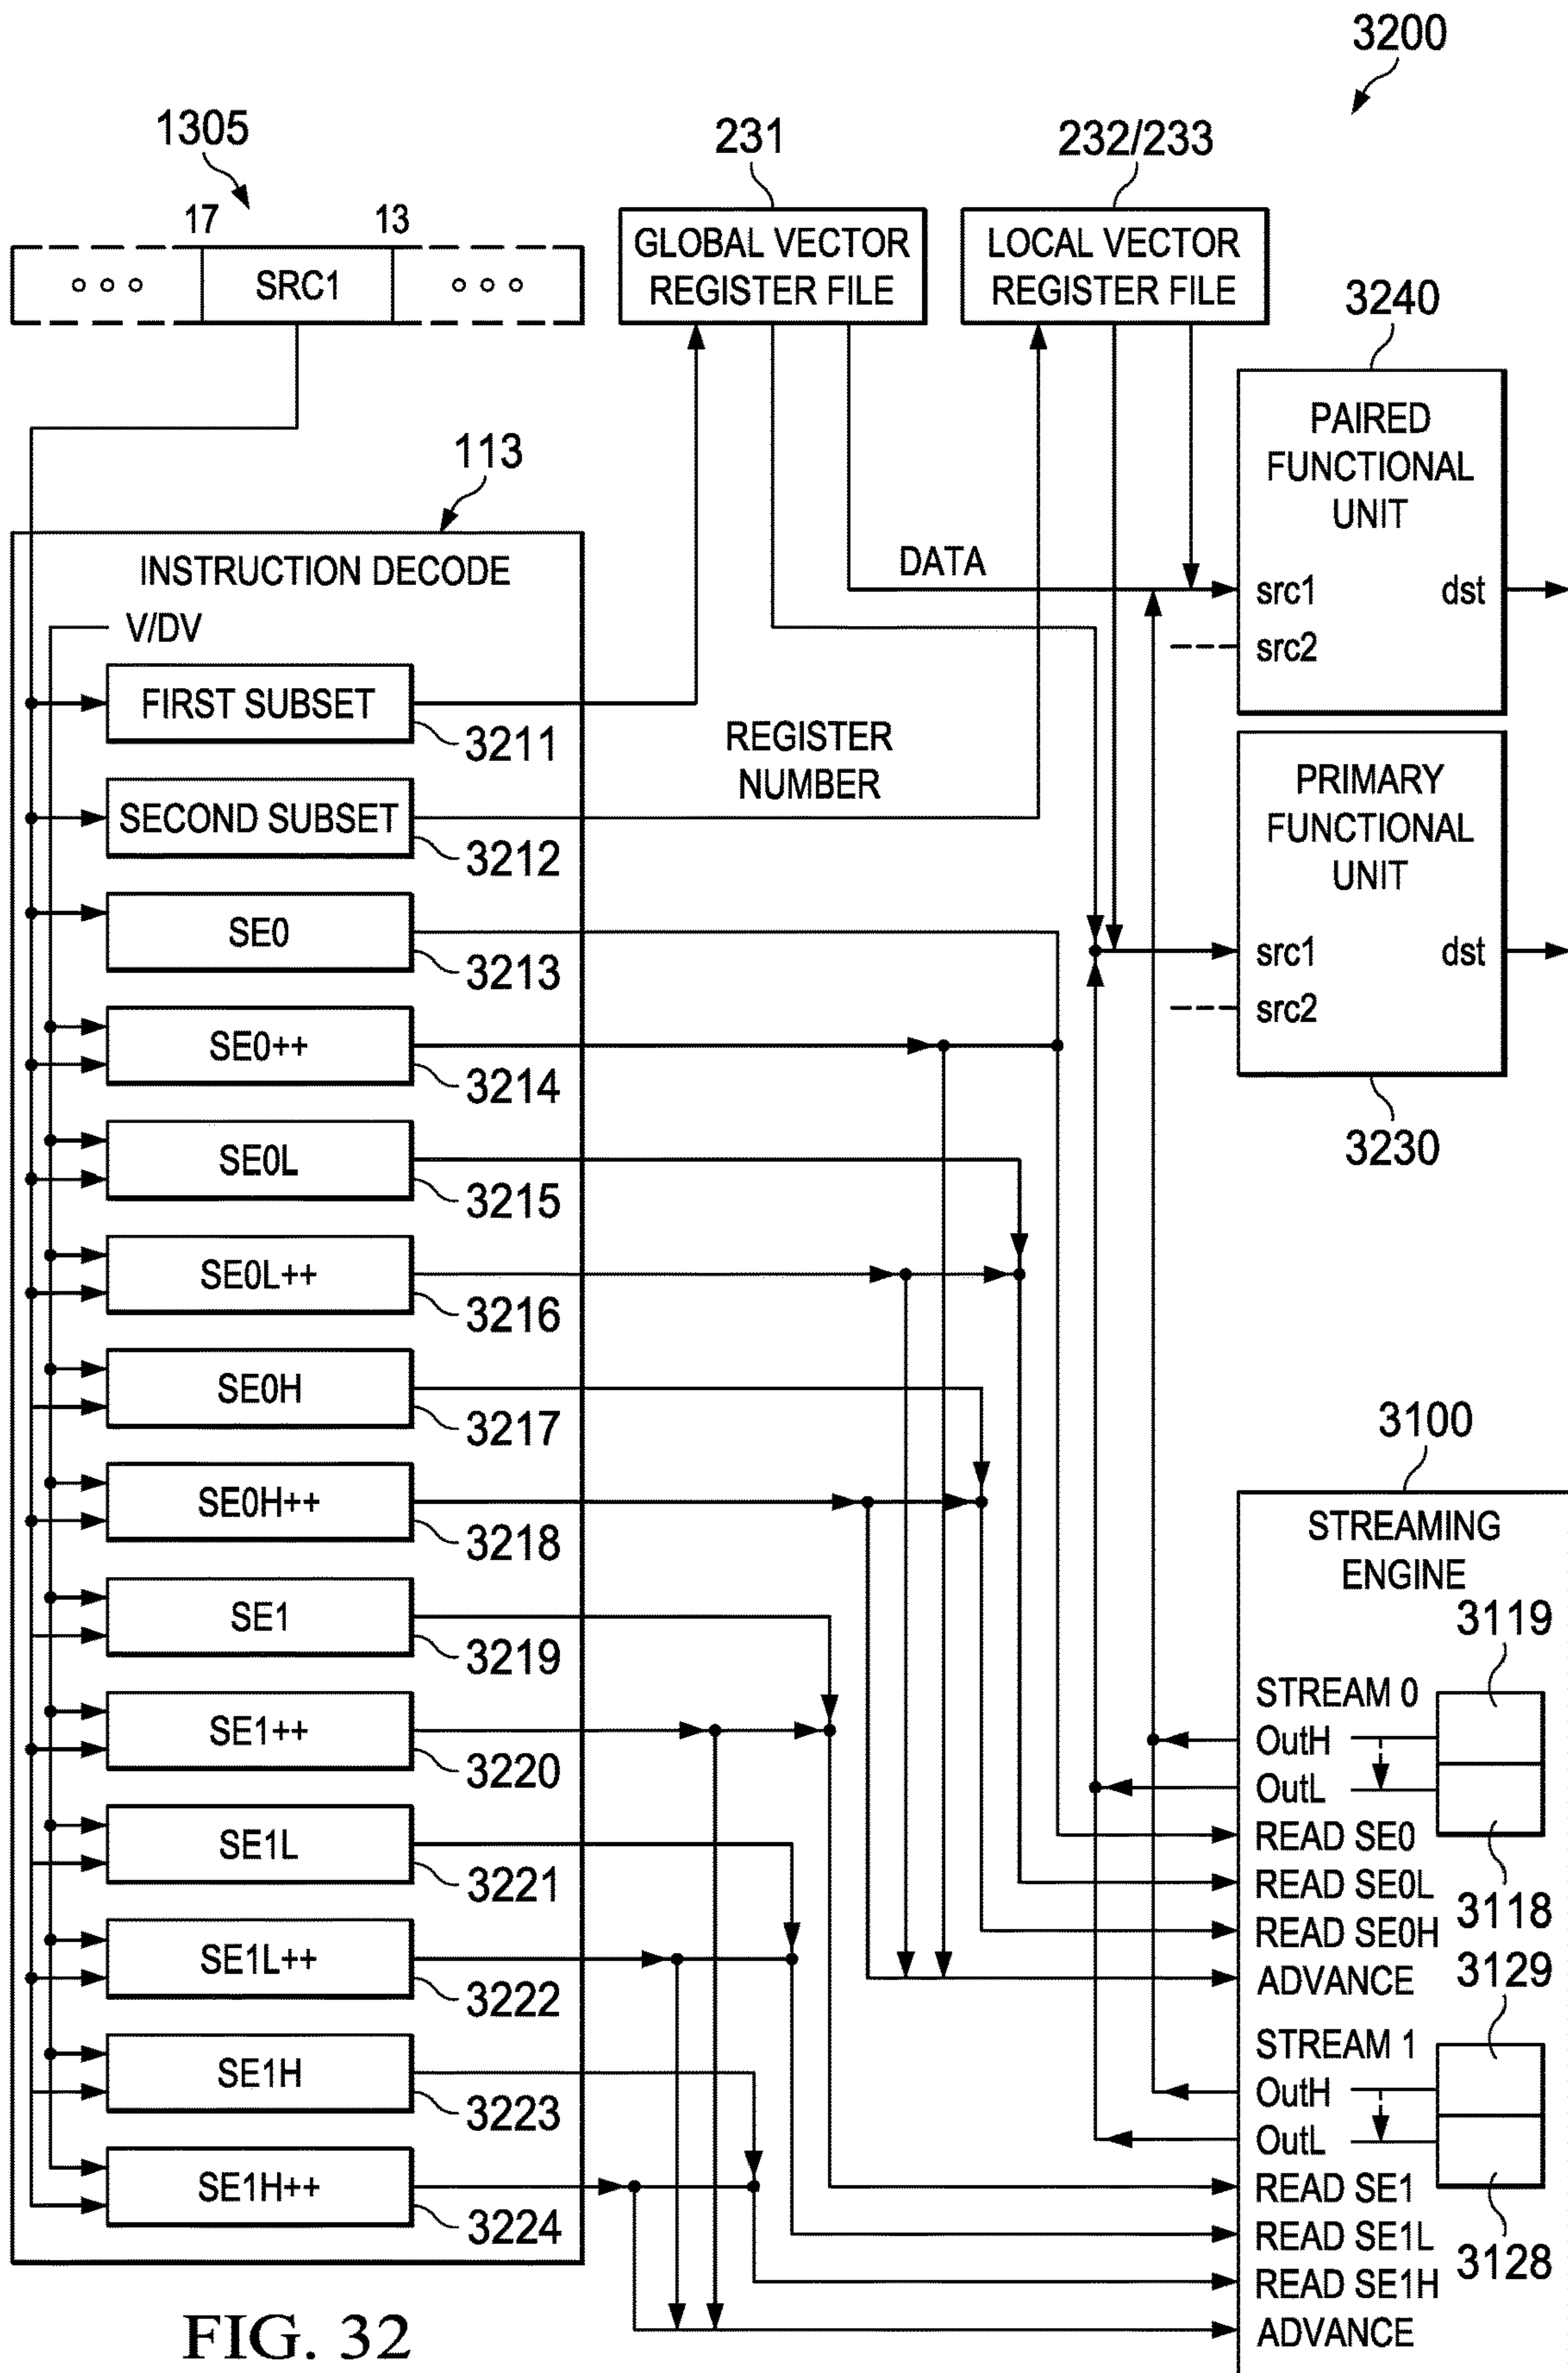 3200
1305
231
232/233
17
13
○ ○ ○
SRC1
○ ○ ○
GLOBAL VECTOR
REGISTER FILE
LOCAL VECTOR
REGISTER FILE
3240
PAIRED
FUNCTIONAL
UNIT
src1
dst
src2
113
INSTRUCTION DECODE
DATA
V/DV
FIRST SUBSET
3211
REGISTER
NUMBER
SECOND SUBSET
3212
PRIMARY
FUNCTIONAL
UNIT
src1
dst
src2
3230
SE0
3213
SE0++
3214
SE0L
3215
SE0L++
3216
SE0H
3217
SE0H++
3218
SE1
3219
SE1++
3220
SE1L
3221
SE1L++
3222
SE1H
3223
SE1H++
3224
3100
STREAMING
ENGINE
3119
STREAM 0
OutH
OutL
READ SE0
READ SE0L
3118
READ SE0H
ADVANCE
3129
STREAM 1
OutH
OutL
READ SE1
READ SE1L
3128
READ SE1H
ADVANCE
FIG. 32